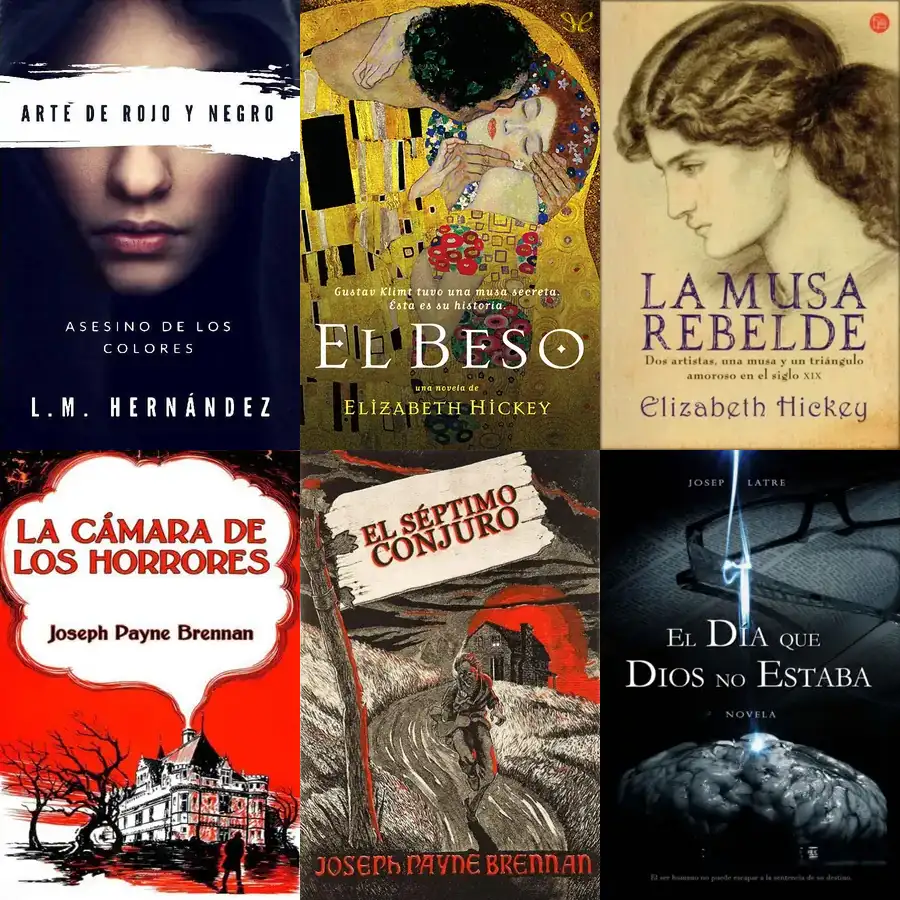 ARTE DE ROJO Y NEGRO
ASESINO DE LOS
COLORES
L.M. HERNÁNDEZ
Gustav Klimt tuvo una musa secreta.
Ésta es su historia.
EL BESO
una novela de
ELIZABETH HICKEY
LA MUSA
REBELDE
Dos artistas, una musa y un triángulo
amoroso en el siglo XIX
Elizabeth Hickey
LA CÁMARA DE
LOS HORRORES
Joseph Payne Brennan
EL SÉPTIMO
CONJURO
JOSEPH PAYNE BRENNAN
JOSEP LATRE
EL DÍA QUE
DIOS NO ESTABA
NOVELA
El ser humano no puede escapar a la sentencia de su destino.